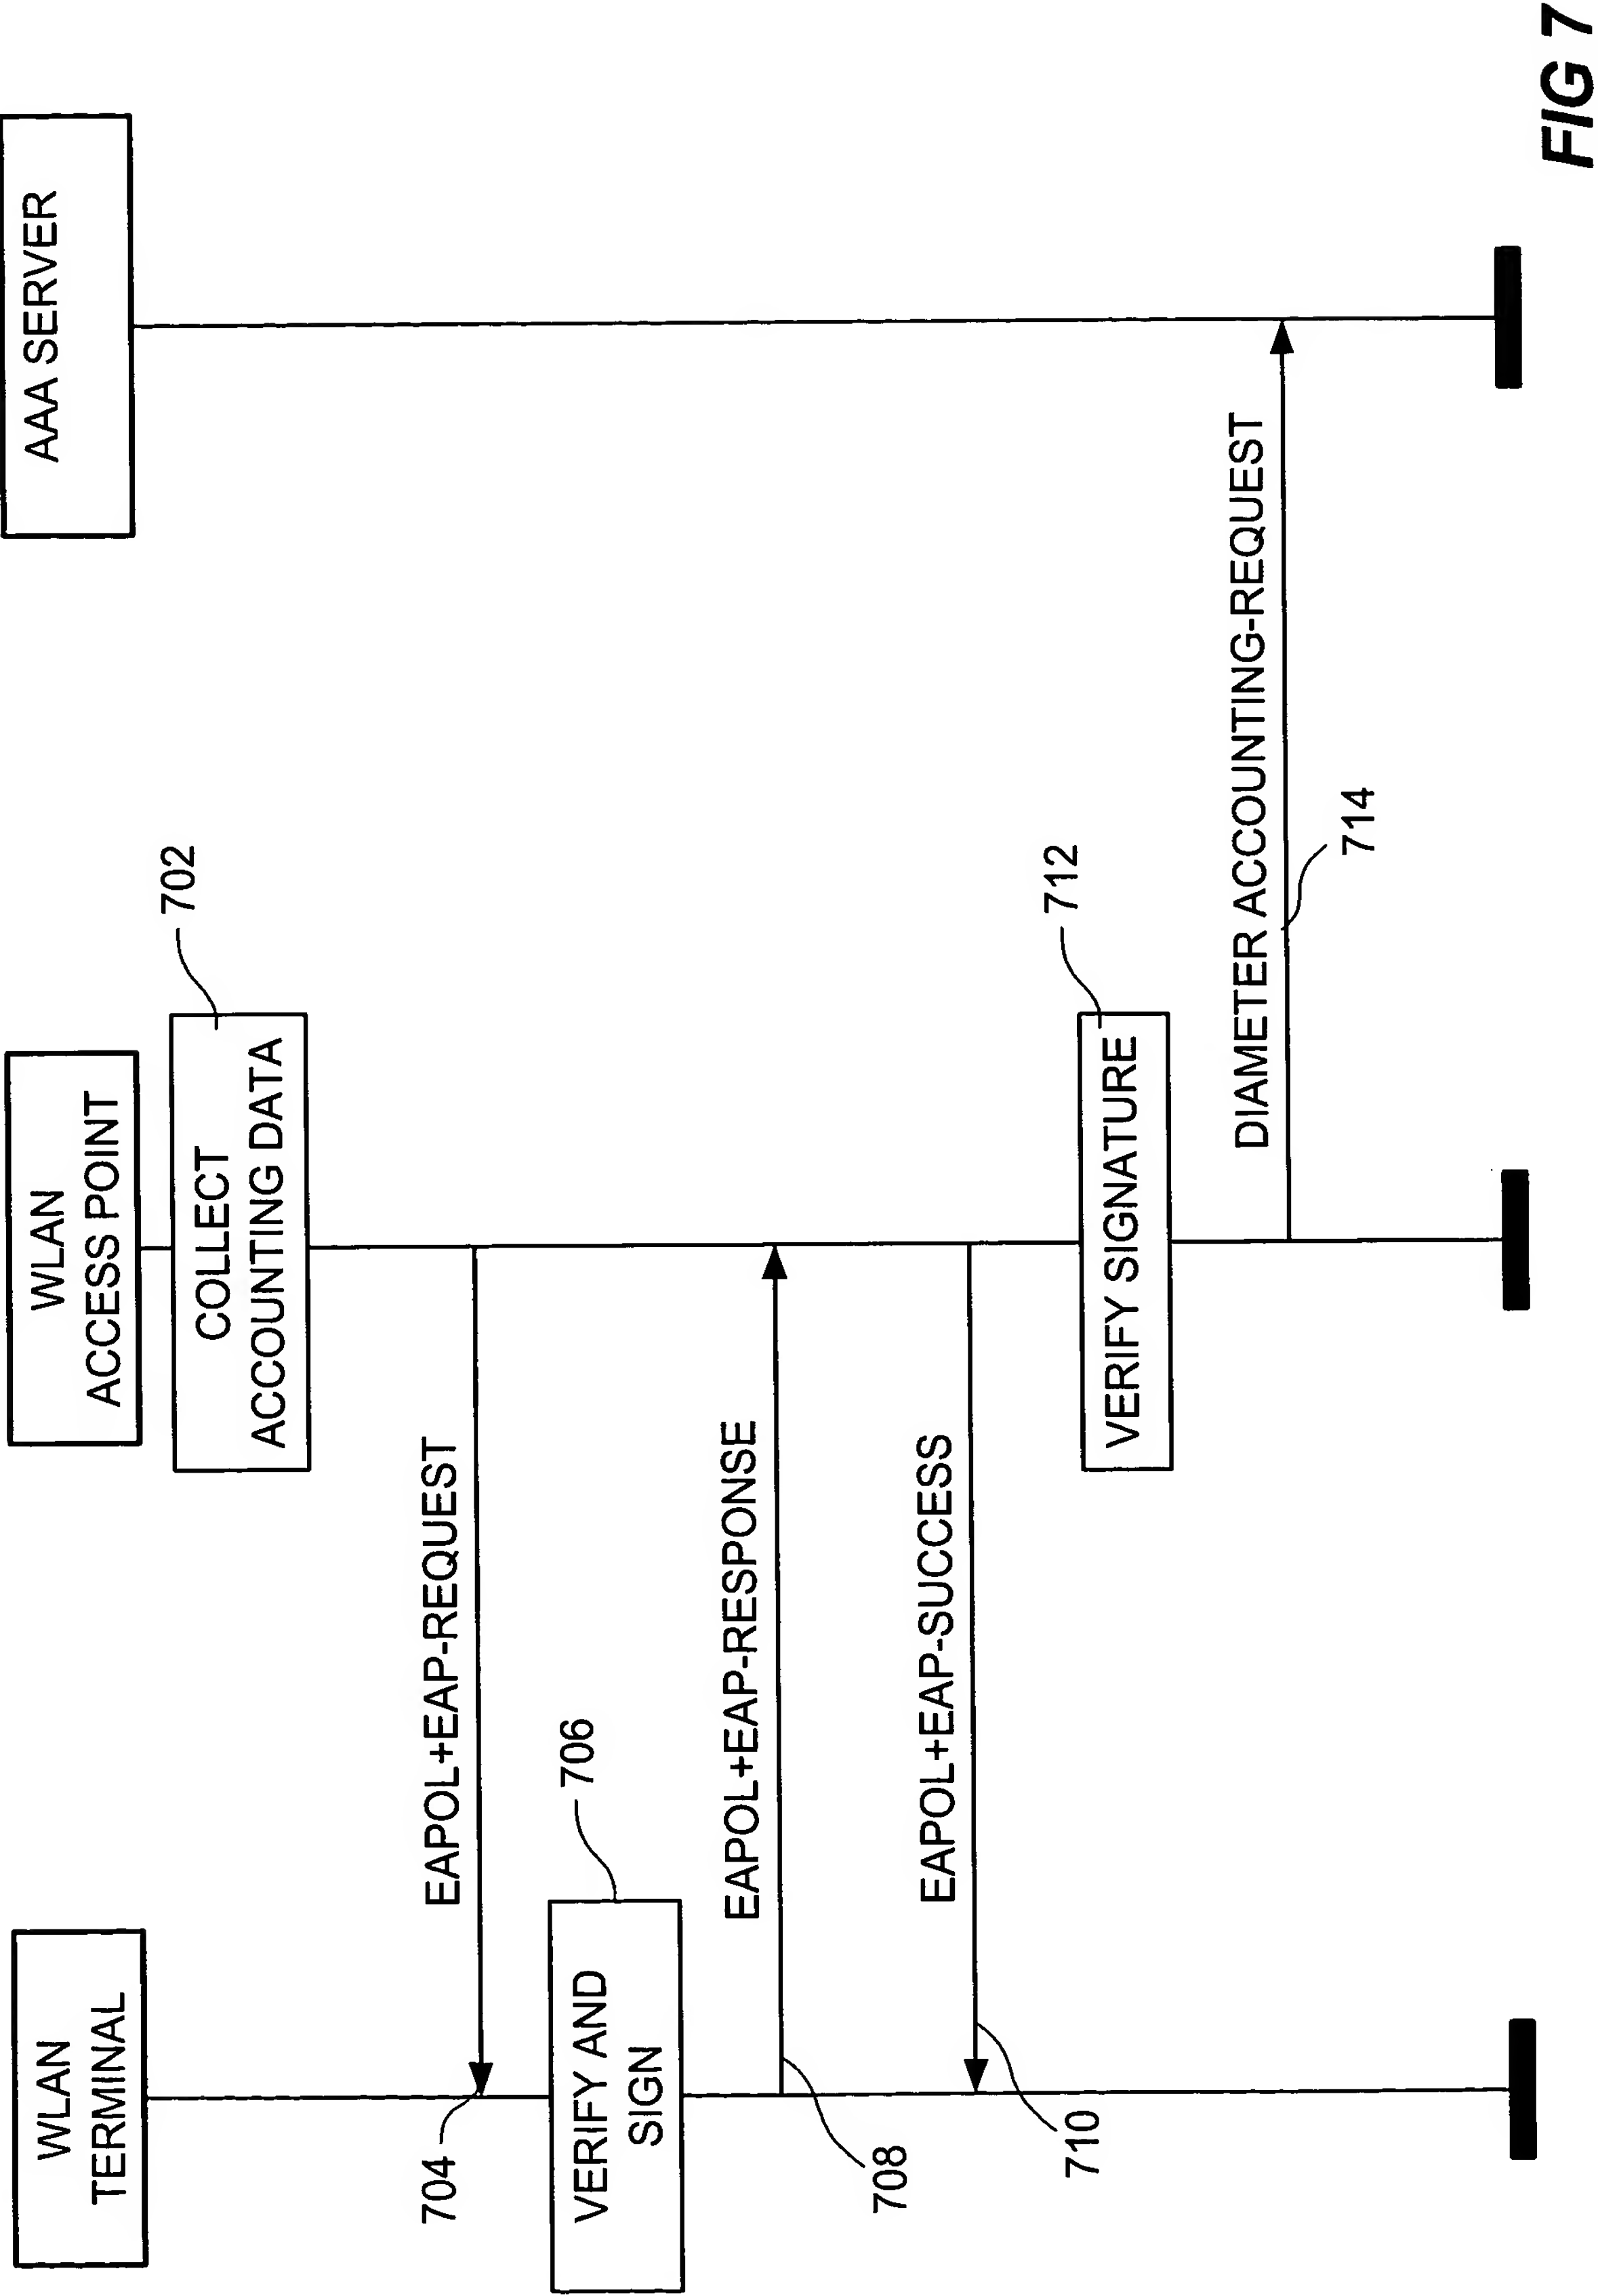 WLAN
TERMINAL
WLAN
ACCESS POINT
AAA SERVER
COLLECT
ACCOUNTING DATA
702
EAPOL+EAP-REQUEST
704
VERIFY AND
SIGN
706
EAPOL+EAP-RESPONSE
708
EAPOL+EAP-SUCCESS
710
VERIFY SIGNATURE
712
DIAMETER ACCOUNTING-REQUEST
714
FIG 7